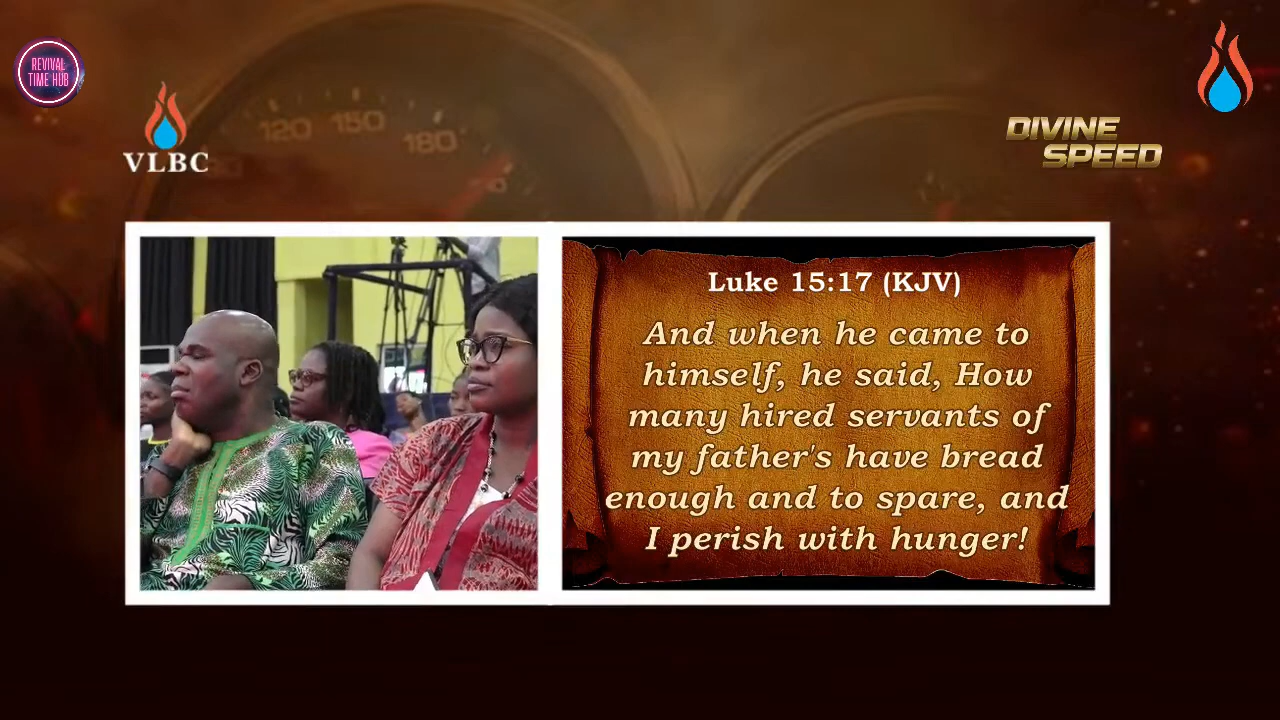 REVIVAL
TIME HUB
VLBC
120 150 180
DIVINE
SPEED
Luke 15:17 (KJV)
And when he came to
himself, he said, How
many hired servants of
my father's have bread
enough and to spare, and
I perish with hunger!